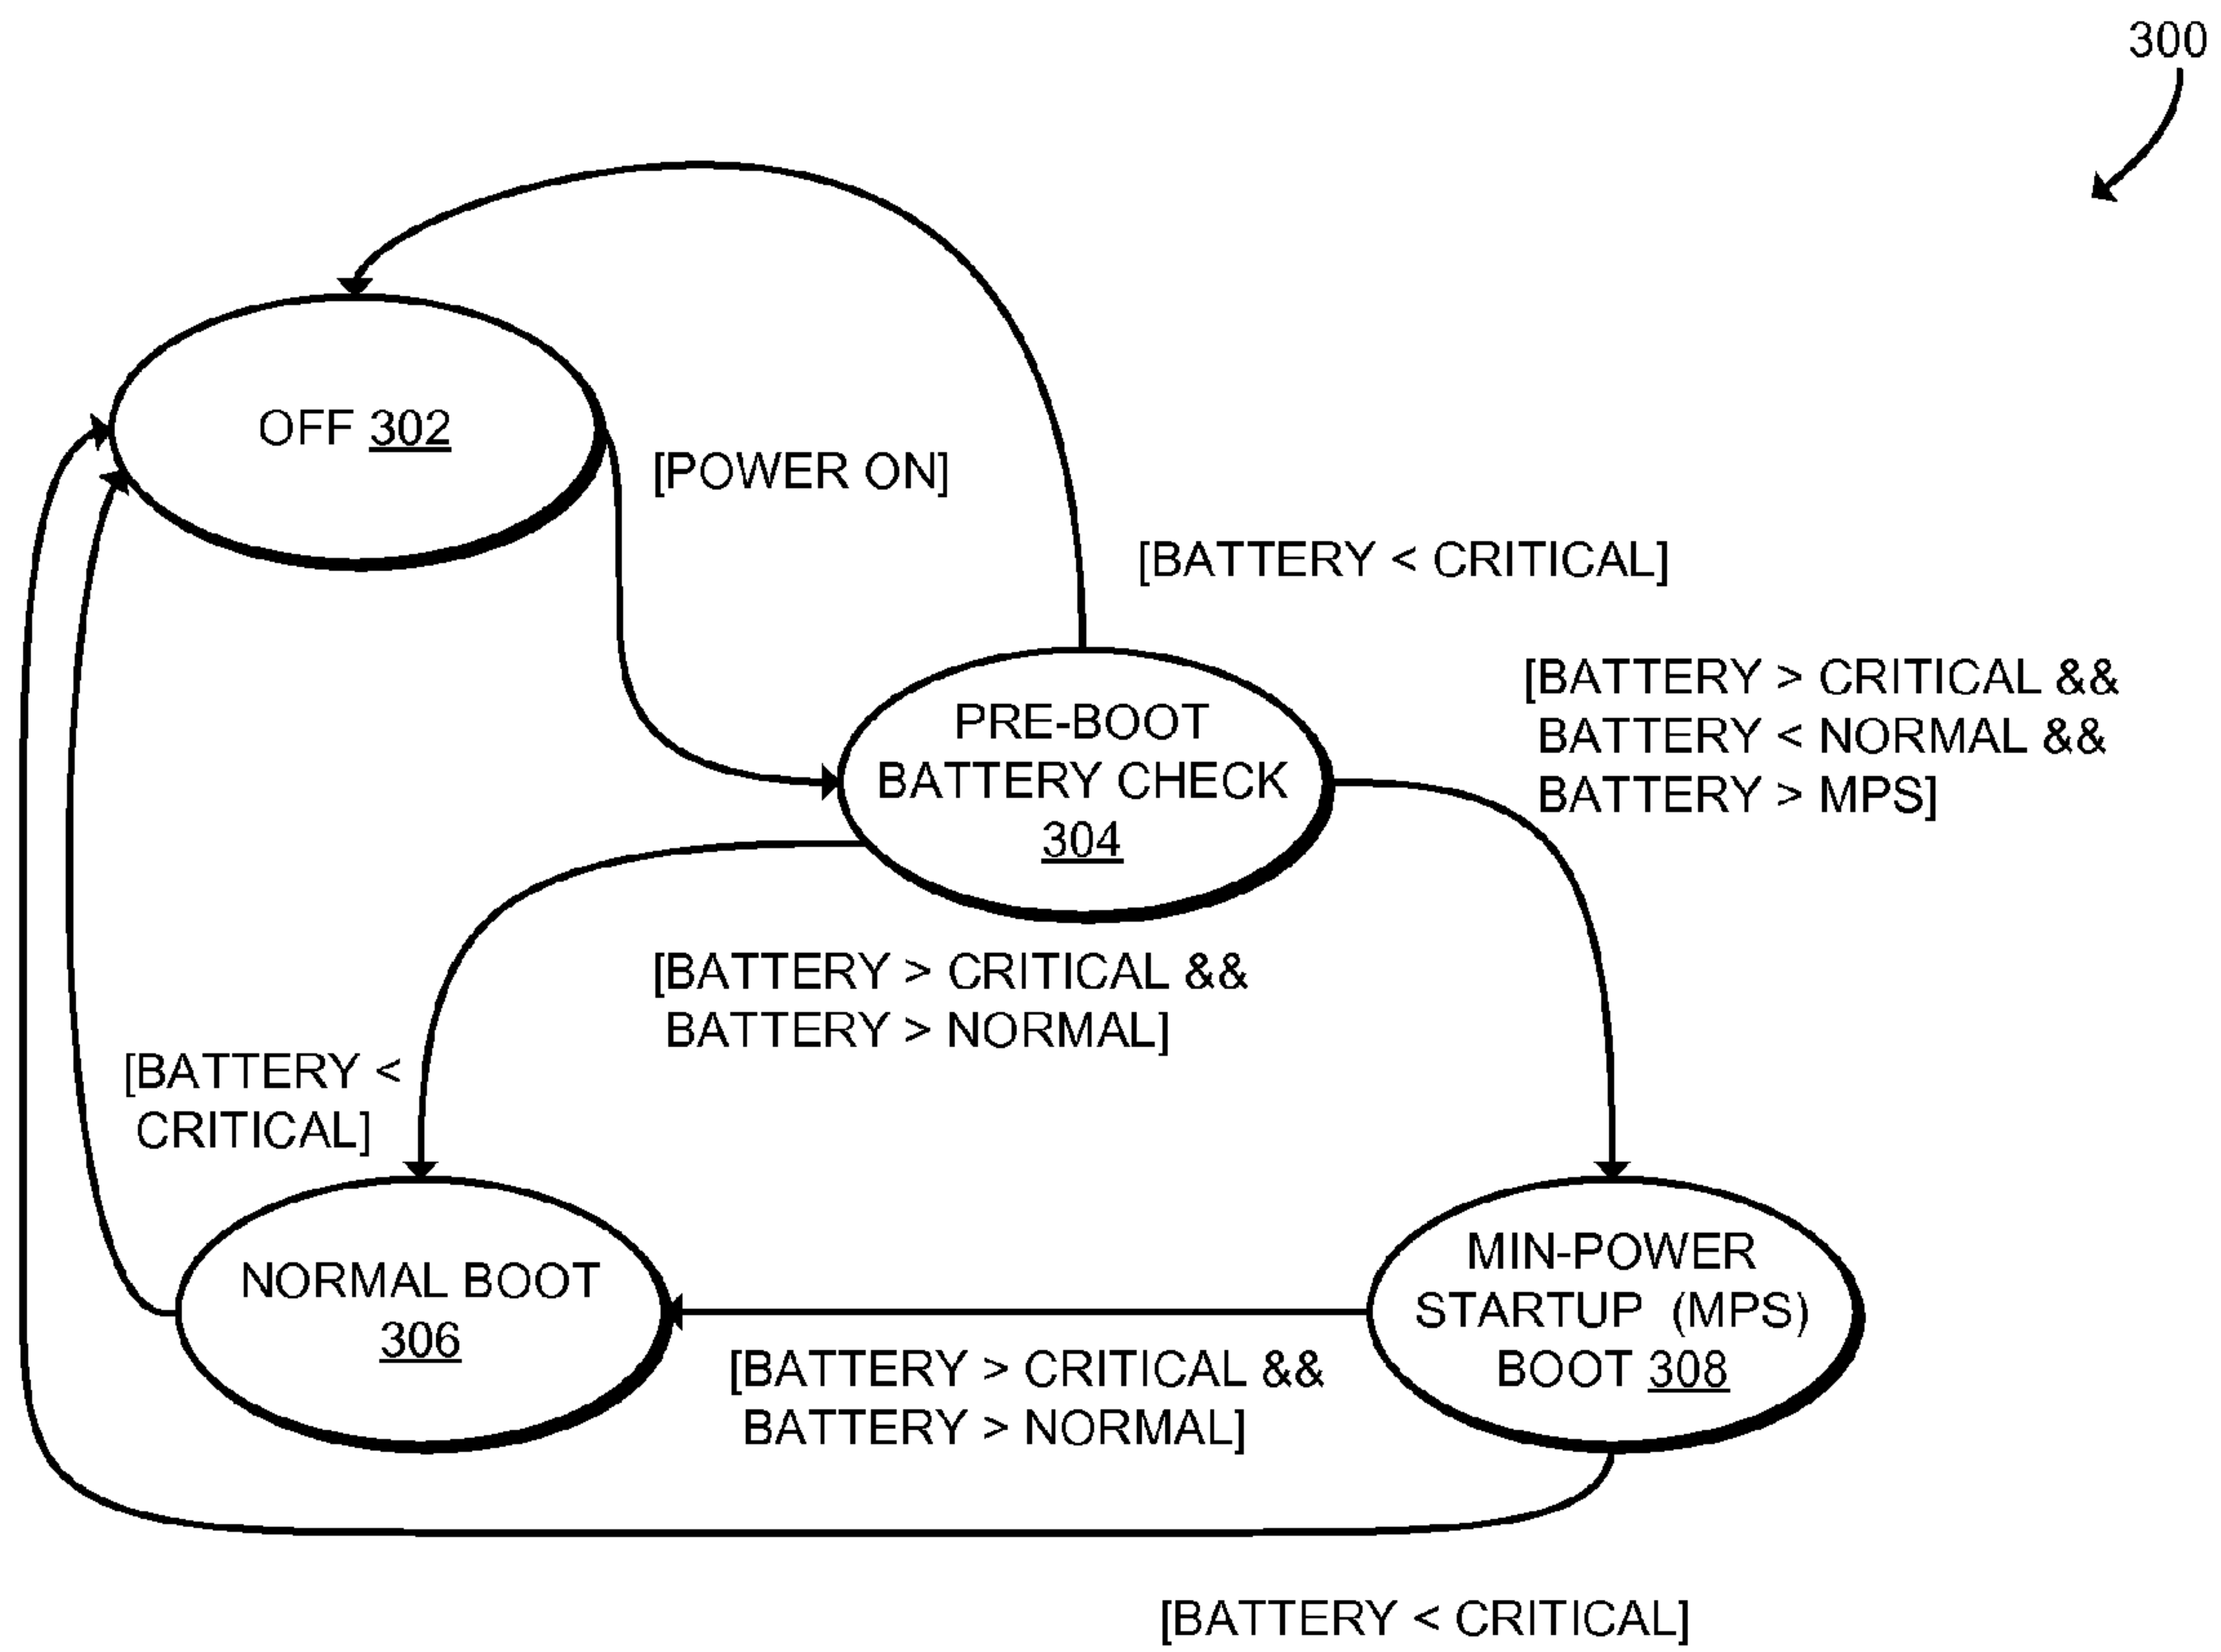 300
OFF 302
[POWER ON]
[BATTERY < CRITICAL]
[BATTERY > CRITICAL &&
BATTERY < NORMAL &&
BATTERY > MPS]
PRE-BOOT
BATTERY CHECK
304
[BATTERY > CRITICAL &&
BATTERY > NORMAL]
[BATTERY <
CRITICAL]
NORMAL BOOT
306
MIN-POWER
STARTUP (MPS)
BOOT 308
[BATTERY > CRITICAL &&
BATTERY > NORMAL]
[BATTERY < CRITICAL]